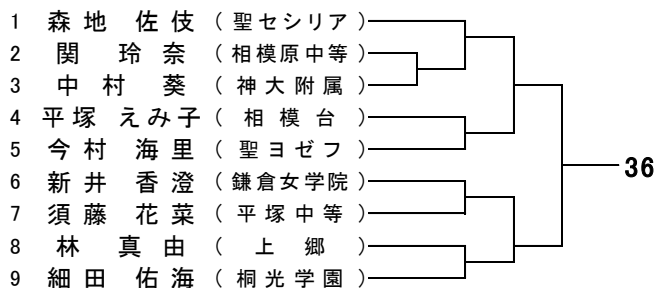 1 森地 佐伎 (聖セシリア)
2 関 玲奈 (相模原中等)
3 中村 葵 (神大附属)
4 平塚 えみ子 (相模台)
5 今村 海里 (聖ヨゼフ)
6 新井 香澄 (鎌倉女学院)
7 須藤 花菜 (平塚中等)
8 林 真由 (上郷)
9 細田 佑海 (桐光学園)
36